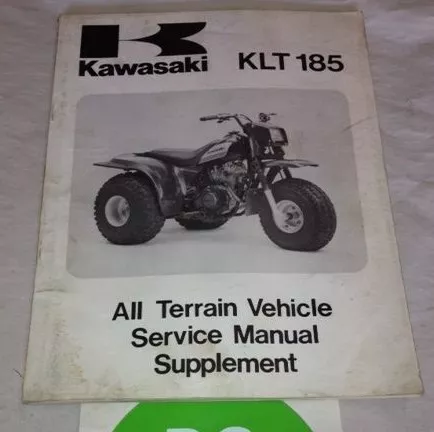 Kawasaki KLT 185
All Terrain Vehicle
Service Manual
Supplement